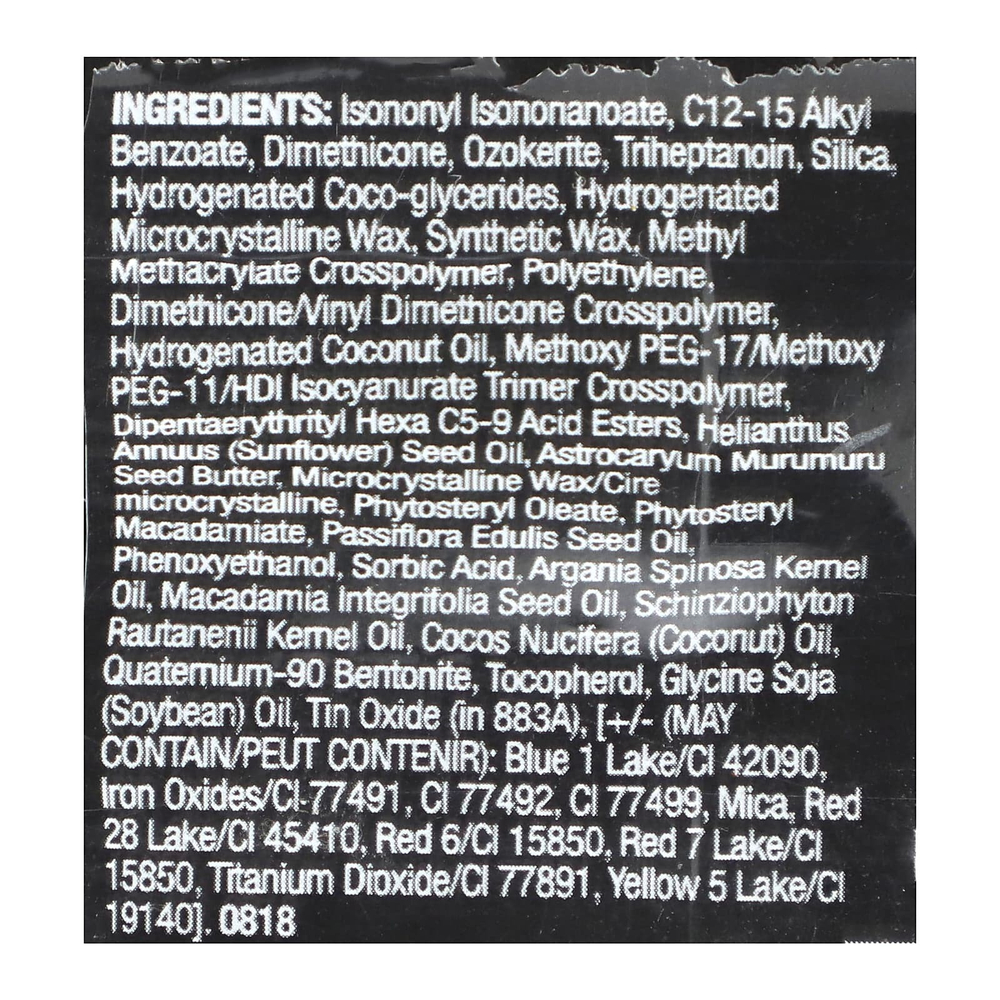 INGREDIENTS: Isononyl Isononanoate, C12-15 Alkyl
Benzoate, Dimethicone, Ozokerite, Triheptanoin, Silica,
Hydrogenated Coco-glycerides, Hydrogenated
Microcrystalline Wax, Synthetic Wax, Methyl
Methacrylate Crosspolymer, Polyethylene,
Dimethicone/Vinyl Dimethicone Crosspolymer,
Hydrogenated Coconut Oil, Methoxy PEG-17/Methoxy
PEG-11/HDI Isocyanurate Trimer Crosspolymer,
Dipentaerythrityl Hexa C5-9 Acid Esters, Helianthus
Annuus (Sunflower) Seed Oil, Astrocaryum Murumuru
Seed Butter, Microcrystalline Wax/Cire
microcrystalline, Phytosteryl Oleate, Phytosteryl
Macadamiate, Passiflora Edulis Seed Oil,
Phenoxyethanol, Sorbic Acid, Argania Spinosa Kernel
Oil, Macadamia Integrifolia Seed Oil, Schinziophyton
Rautanenii Kernel Oil, Cocos Nucifera (Coconut) Oil,
Quaternium-90 Bentonite, Tocopherol, Glycine Soja
(Soybean) Oil, Tin Oxide (in 883A), [+/- (MAY
CONTAIN/PEUT CONTENIR): Blue 1 Lake/CI 42090,
Iron Oxides/CI-77491, CI 77492, CI 77499, Mica, Red
28 Lake/CI 45410, Red 6/CI 15850, Red 7 Lake/CI
15850, Titanium Dioxide/CI 77891, Yellow 5 Lake/CI
19140]. 0818